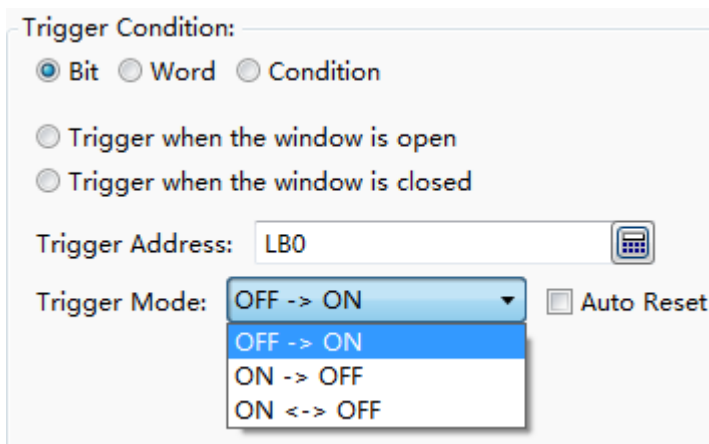 Trigger Condition:
Bit Word Condition
Trigger when the window is open
Trigger when the window is closed
Trigger Address: LB0
Trigger Mode: OFF -> ON Auto Reset
OFF -> ON
ON -> OFF
ON <-> OFF